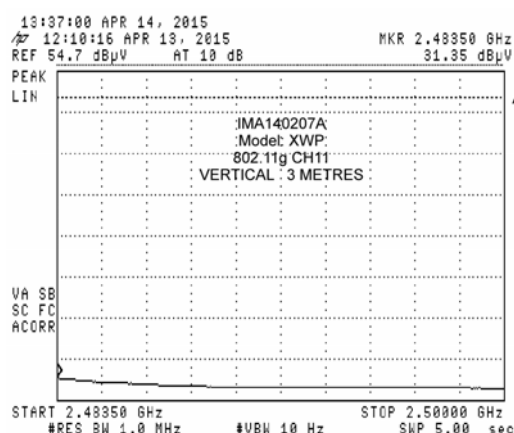 13:37:00 APR 14, 2015
12:10:16 APR 13, 2015 MKR 2.48350 GHz
REF 54.7 dBµV AT 10 dB 31.35 dBµV
PEAK
LIN
IMA140207A
Model: XWP
802.11g CH11
VERTICAL 3 METRES
VA SB
SC FC
ACORR
START 2.48350 GHz STOP 2.50000 GHz
#RES BW 1.0 MHz #VBW 10 Hz SWP 5.00 sec